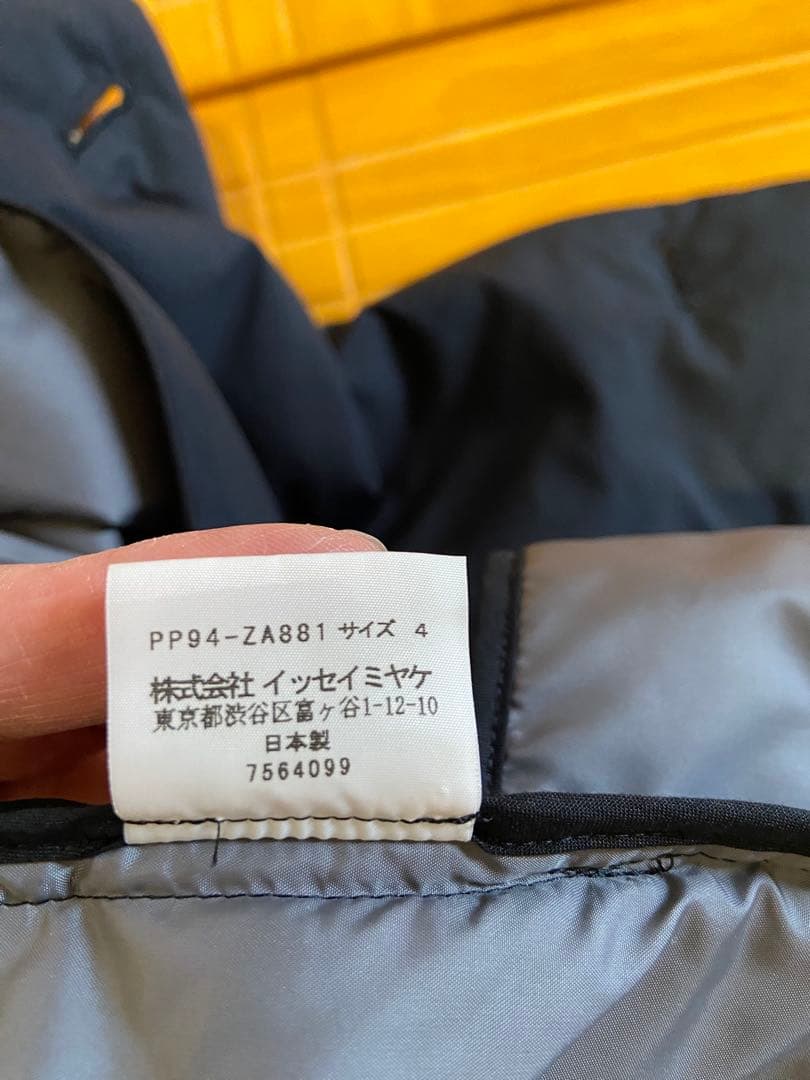 PP94-ZA881 サイズ 4
株式会社 イッセイミヤケ
東京都渋谷区富ヶ谷1-12-10
日本製
7564099